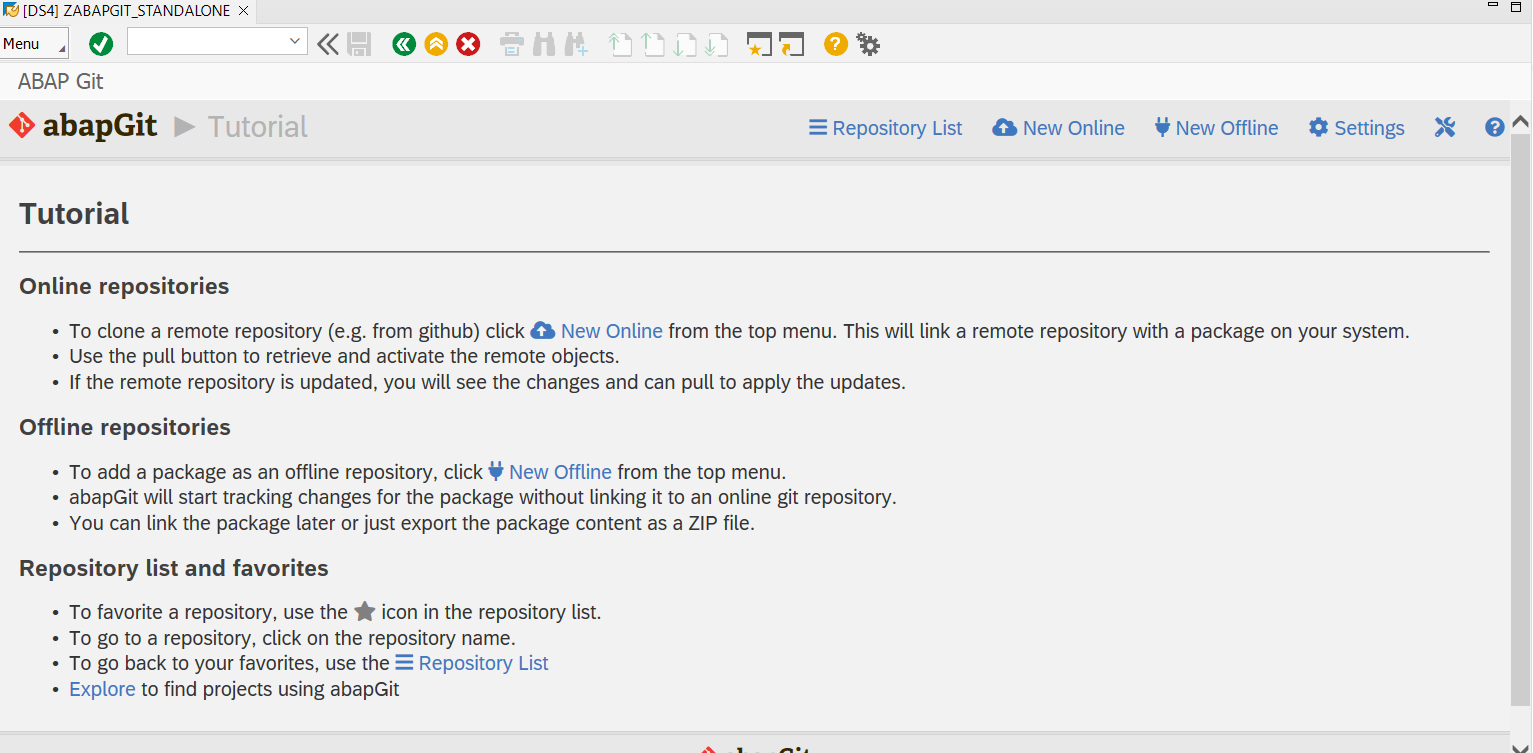 [DS4] ZABAPGIT_STANDALONE
Menu
ABAP Git
abapGit Tutorial Repository List New Online New Offline Settings
Tutorial
Online repositories
• To clone a remote repository (e.g. from github) click New Online from the top menu. This will link a remote repository with a package on your system.
• Use the pull button to retrieve and activate the remote objects.
• If the remote repository is updated, you will see the changes and can pull to apply the updates.
Offline repositories
• To add a package as an offline repository, click New Offline from the top menu.
• abapGit will start tracking changes for the package without linking it to an online git repository.
• You can link the package later or just export the package content as a ZIP file.
Repository list and favorites
• To favorite a repository, use the icon in the repository list.
• To go to a repository, click on the repository name.
• To go back to your favorites, use the Repository List
• Explore to find projects using abapGit